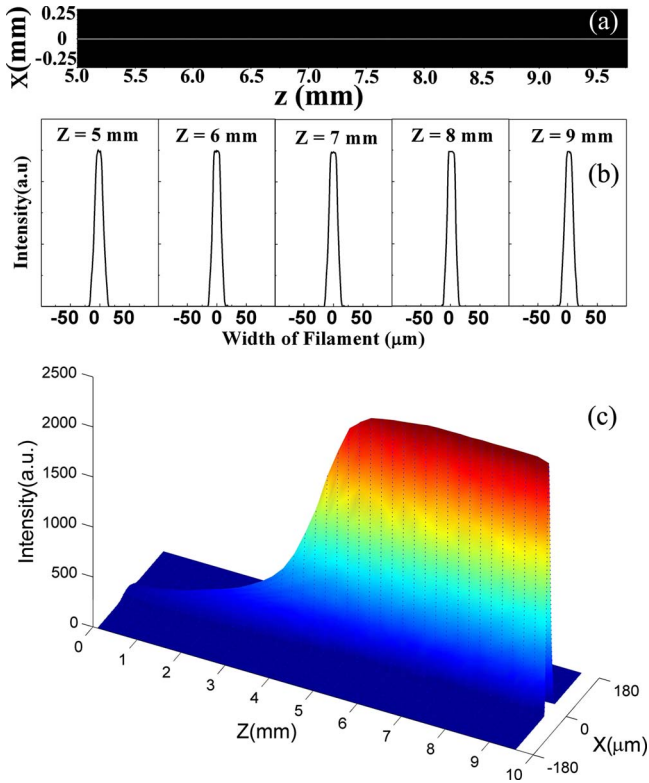 0.25
0
-0.25
X(mm)
(a)
5.0 5.5 6.0 6.5 7.0 7.5 8.0 8.5 9.0 9.5
z (mm)
Z = 5 mm Z = 6 mm Z = 7 mm Z = 8 mm Z = 9 mm
Intensity(a.u)
(b)
-50 0 50 -50 0 50 -50 0 50 -50 0 50 -50 0 50
Width of Filament (μm)
2500
2000
1500
1000
500
0
Intensity(a.u.)
(c)
0 1 2 3 4 5 6 7 8 9 10
Z(mm)
180
0
-180
X(μm)